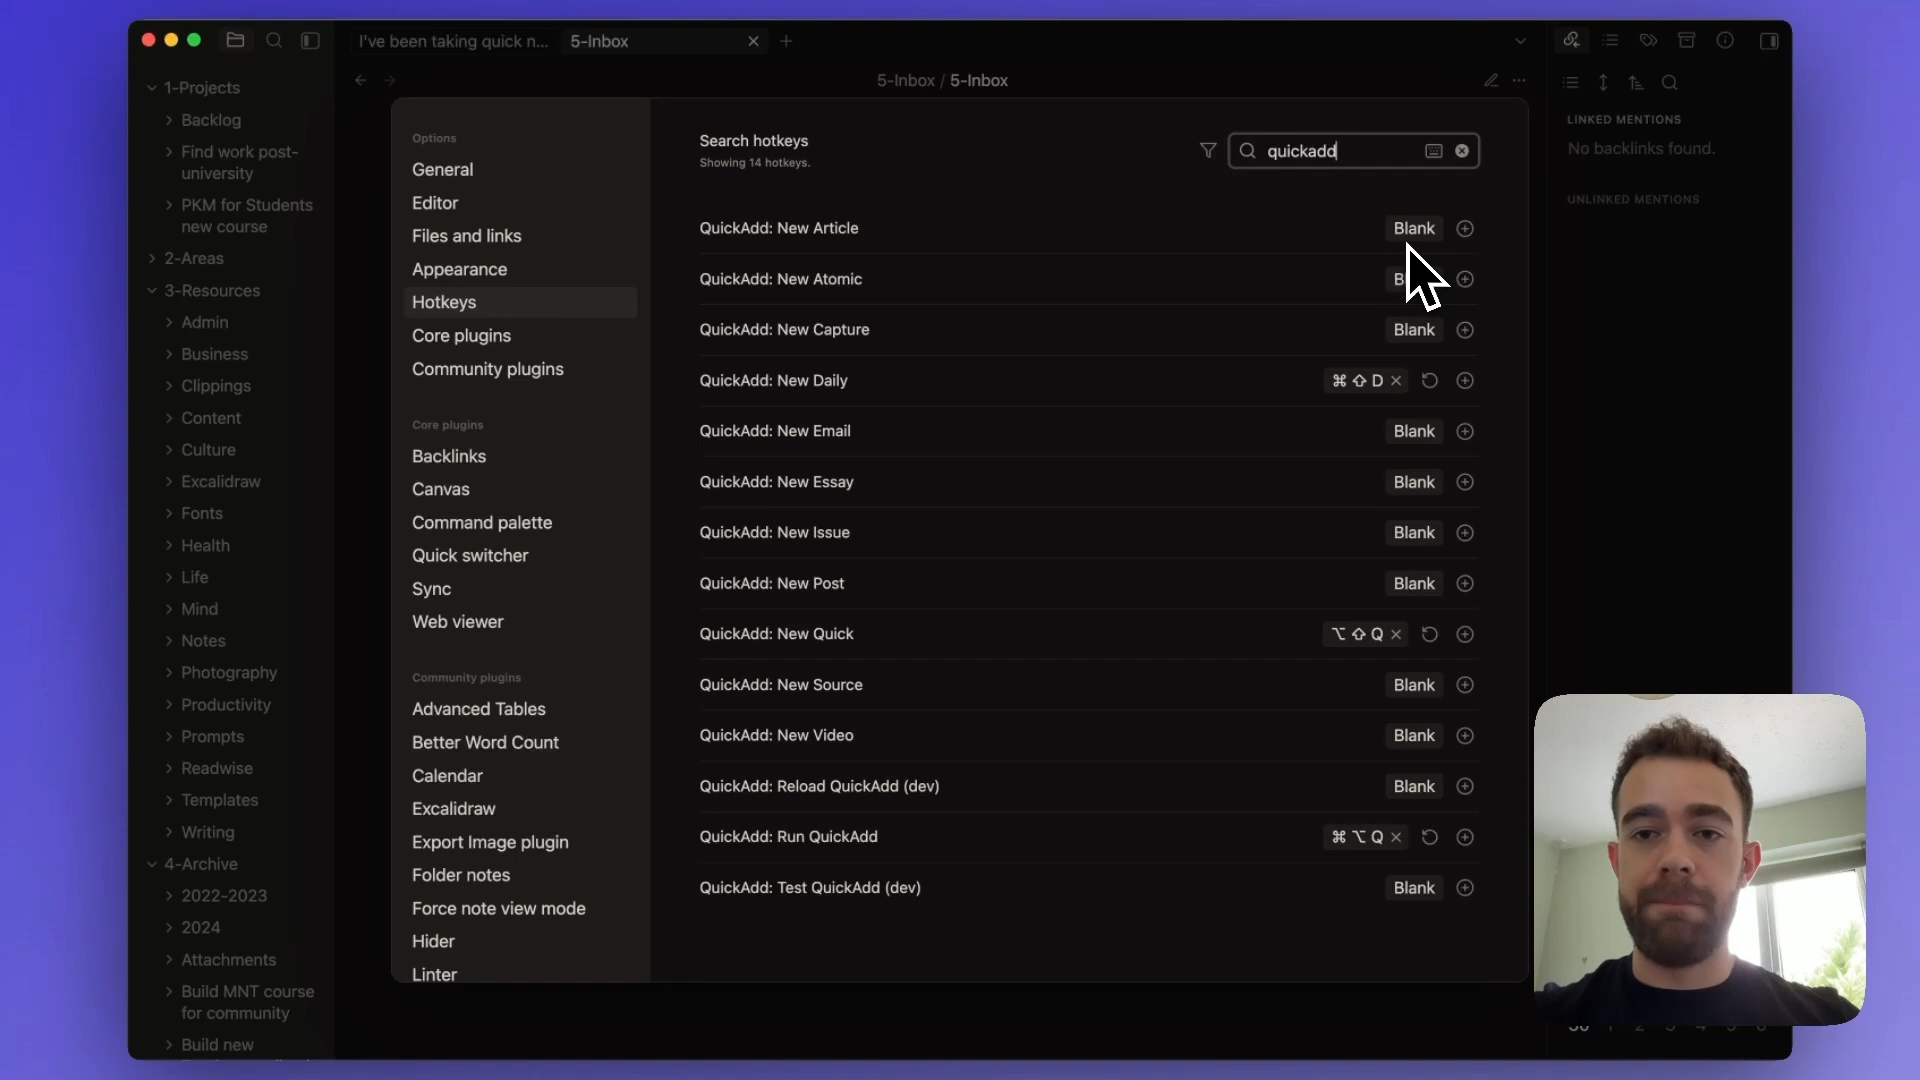 I've been taking quick n...
5-Inbox
5-Inbox / 5-Inbox
1-Projects
Backlog
Find work post-
university
PKM for Students
new course
2-Areas
3-Resources
Admin
Business
Clippings
Content
Culture
Excalidraw
Fonts
Health
Life
Mind
Notes
Photography
Productivity
Prompts
Readwise
Templates
Writing
4-Archive
2022-2023
2024
Attachments
Build MNT course
for community
Build new
Options
General
Editor
Files and links
Appearance
Hotkeys
Core plugins
Community plugins
Core plugins
Backlinks
Canvas
Command palette
Quick switcher
Sync
Web viewer
Community plugins
Advanced Tables
Better Word Count
Calendar
Excalidraw
Export Image plugin
Folder notes
Force note view mode
Hider
Linter
Search hotkeys
Showing 14 hotkeys.
quickadd
QuickAdd: New Article Blank
QuickAdd: New Atomic
QuickAdd: New Capture Blank
QuickAdd: New Daily ⌘ ⇧ D
QuickAdd: New Email Blank
QuickAdd: New Essay Blank
QuickAdd: New Issue Blank
QuickAdd: New Post Blank
QuickAdd: New Quick ⌥ ⇧ Q
QuickAdd: New Source Blank
QuickAdd: New Video Blank
QuickAdd: Reload QuickAdd (dev) Blank
QuickAdd: Run QuickAdd ⌘ ⌥ Q
QuickAdd: Test QuickAdd (dev) Blank
LINKED MENTIONS
No backlinks found.
UNLINKED MENTIONS